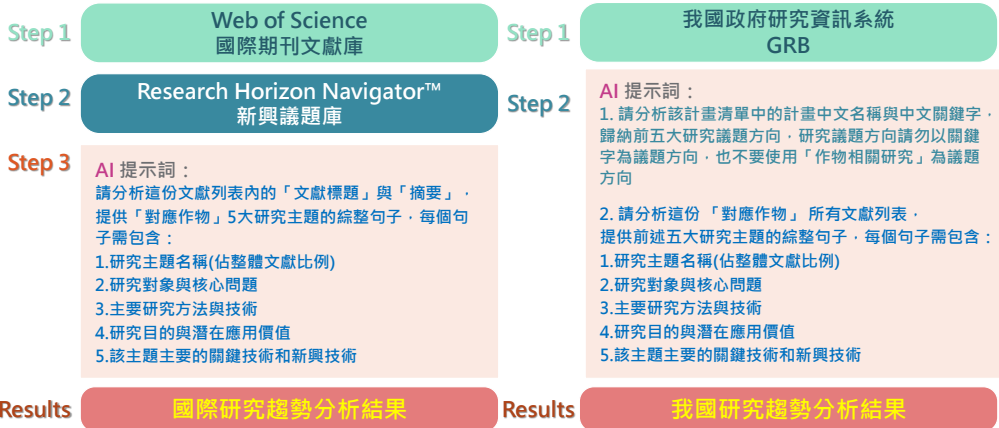 Step 1
Web of Science
國際期刊文獻庫
Step 2
Research Horizon Navigator™
新興議題庫
Step 3
AI 提示詞：
請分析這份文獻列表內的「文獻標題」與「摘要」，
提供「對應作物」5大研究主題的綜整句子，每個句
子需包含：
1.研究主題名稱(佔整體文獻比例)
2.研究對象與核心問題
3.主要研究方法與技術
4.研究目的與潛在應用價值
5.該主題主要的關鍵技術和新興技術
Results
國際研究趨勢分析結果
Step 1
我國政府研究資訊系統
GRB
Step 2
AI 提示詞：
1. 請分析該計畫清單中的計畫中文名稱與中文關鍵字，
歸納前五大研究議題方向，研究議題方向請勿以關鍵
字為議題方向，也不要使用「作物相關研究」為議題
方向
2. 請分析這份 「對應作物」 所有文獻列表，
提供前述五大研究主題的綜整句子，每個句子需包含：
1.研究主題名稱(佔整體文獻比例)
2.研究對象與核心問題
3.主要研究方法與技術
4.研究目的與潛在應用價值
5.該主題主要的關鍵技術和新興技術
Results
我國研究趨勢分析結果